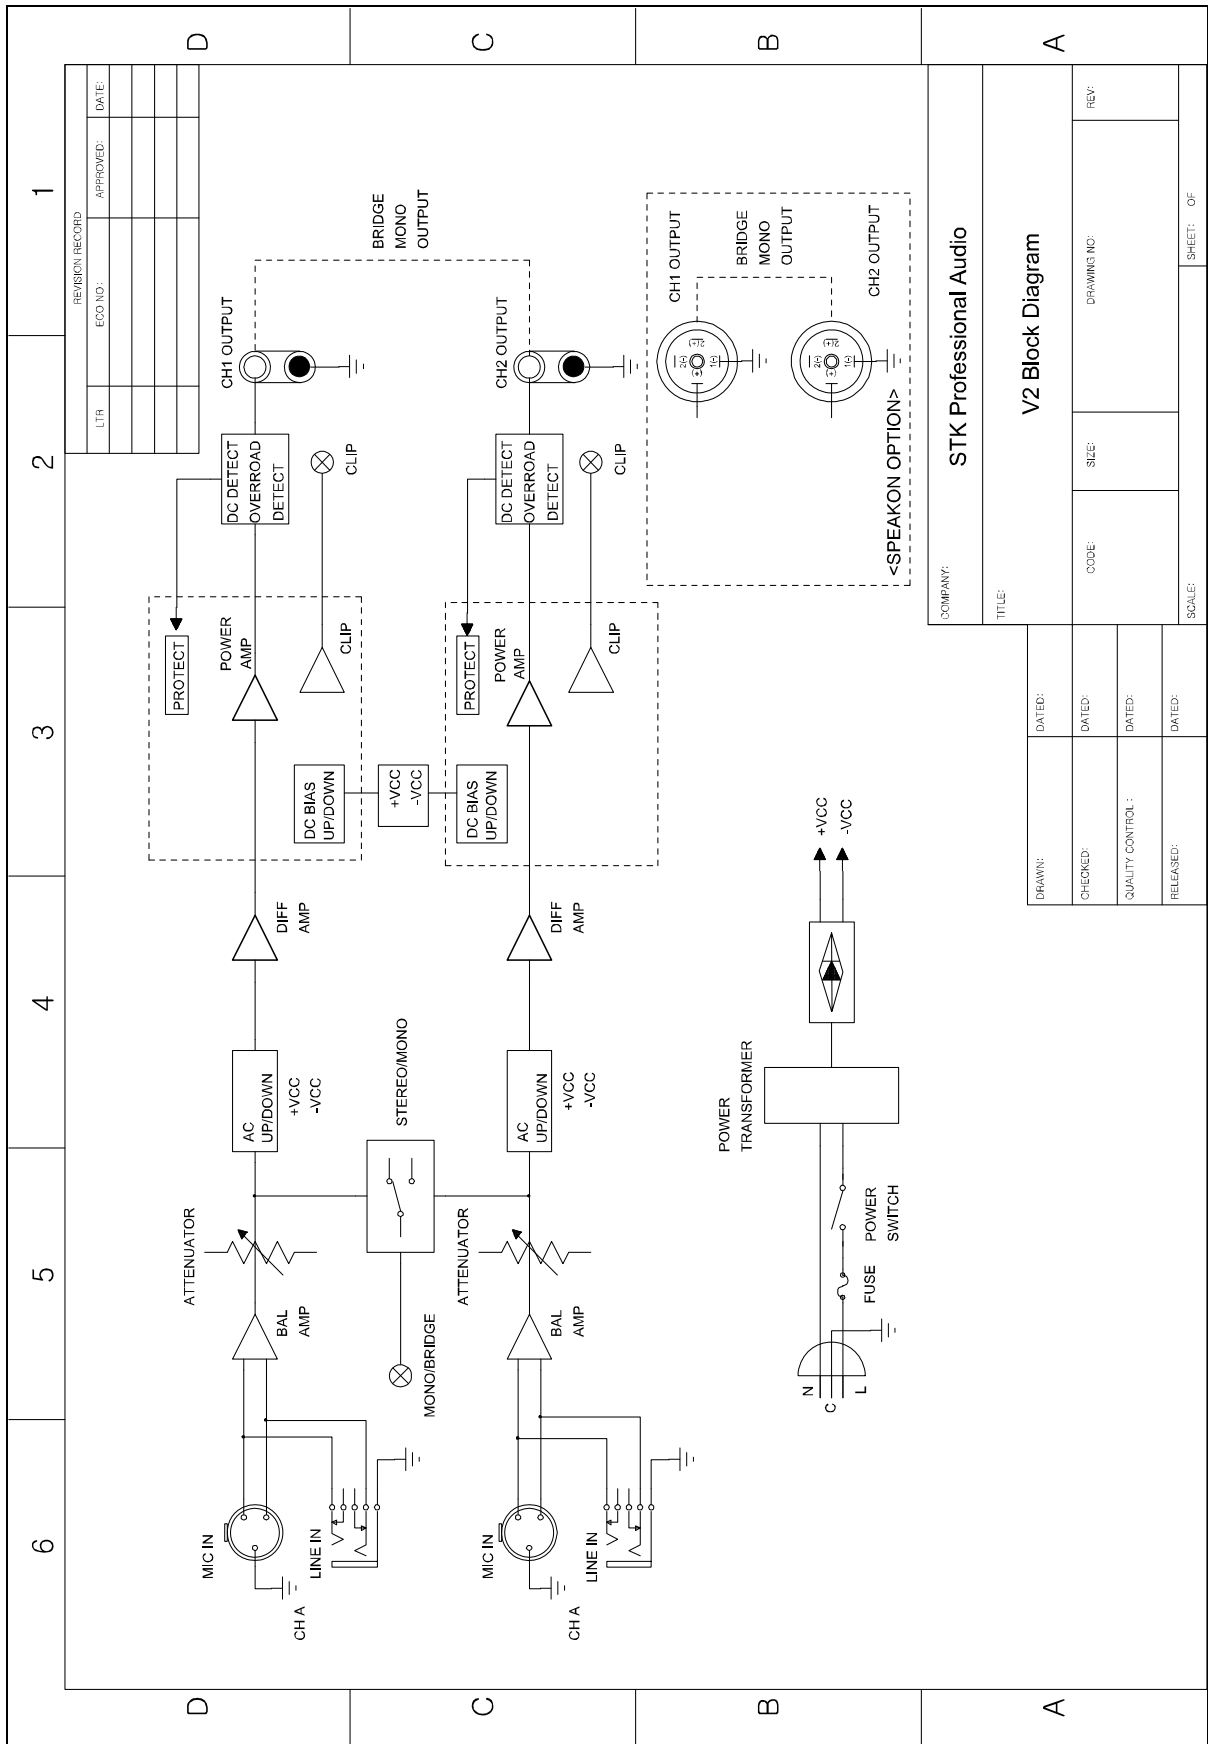 6
5
4
3
2
1
D
C
B
A
D
C
B
A
REVISION RECORD
LTR
ECO NO:
APPROVED:
DATE:
MIC IN
CH A
LINE IN
BAL
AMP
ATTENUATOR
AC
UP/DOWN
+VCC
-VCC
DIFF
AMP
DC BIAS
UP/DOWN
POWER
AMP
PROTECT
CLIP
DC DETECT
OVERROAD
DETECT
CLIP
CH1 OUTPUT
BRIDGE
MONO
OUTPUT
MONO/BRIDGE
STEREO/MONO
+VCC
-VCC
MIC IN
CH A
LINE IN
BAL
AMP
ATTENUATOR
AC
UP/DOWN
+VCC
-VCC
DIFF
AMP
DC BIAS
UP/DOWN
POWER
AMP
PROTECT
CLIP
DC DETECT
OVERROAD
DETECT
CLIP
CH2 OUTPUT
N
C
L
FUSE
POWER
SWITCH
POWER
TRANSFORMER
+VCC
-VCC
CH1 OUTPUT
2(-)
2(+)
(+)
1(-)
BRIDGE
MONO
OUTPUT
2(-)
2(+)
(+)
1(-)
CH2 OUTPUT
<SPEAKON OPTION>
COMPANY:
STK Professional Audio
TITLE:
V2 Block Diagram
DRAWN:
DATED:
CHECKED:
DATED:
QUALITY CONTROL :
DATED:
RELEASED:
DATED:
CODE:
SIZE:
DRAWING NO:
REV:
SCALE:
SHEET: OF